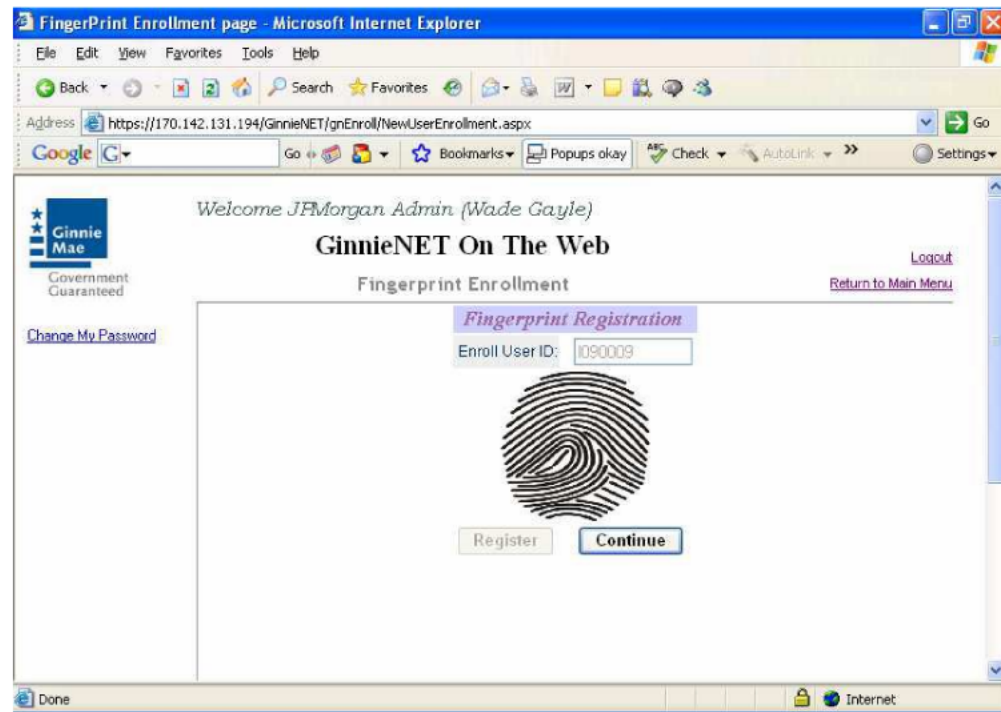 FingerPrint Enrollment page - Microsoft Internet Explorer
File Edit View Favorites Tools Help
Back Search Favorites
Address https://170.142.131.194/GinnieNET/gnEnroll/NewUserEnrolment.aspx Go
Google G Go Bookmarks Popups okay ABC Check AutoLink >> Settings
Ginnie
Mae
Government
Guaranteed
Change My Password
Welcome JPMorgan Admin (Wade Gayle)
GinnieNET On The Web
Logout
Fingerprint Enrollment
Return to Main Menu
Fingerprint Registration
Enroll User ID: I090009
Register Continue
Done Internet